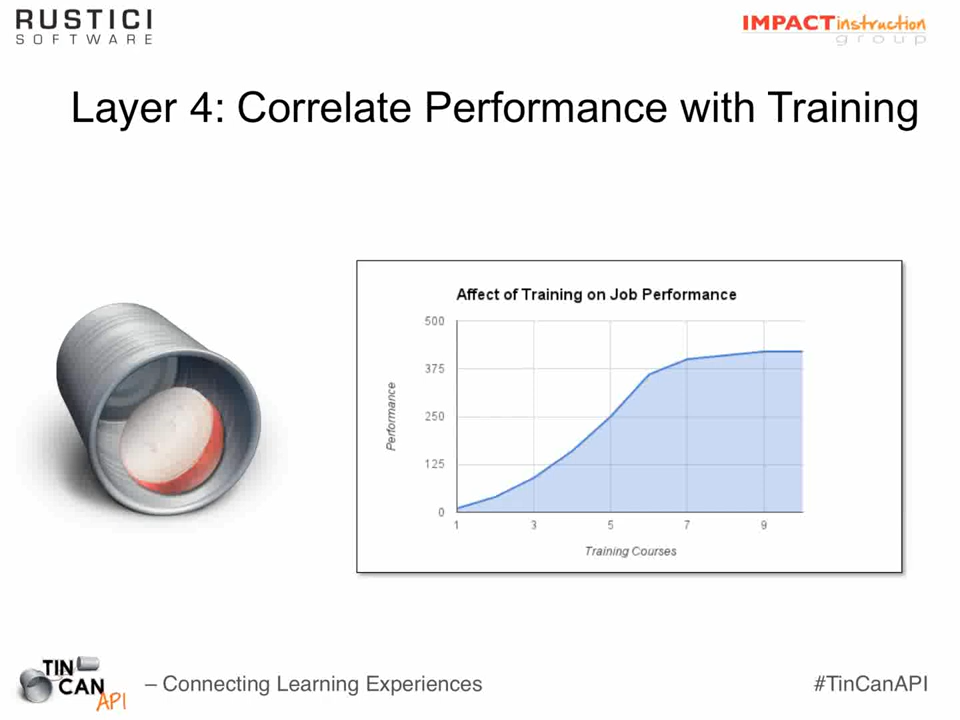 RUSTICI
SOFTWARE
IMPACTinstruction
group
Layer 4: Correlate Performance with Training
Affect of Training on Job Performance
500
375
250
125
0
Performance
1 3 5 7 9
Training Courses
TIN
CAN
API
– Connecting Learning Experiences
#TinCanAPI